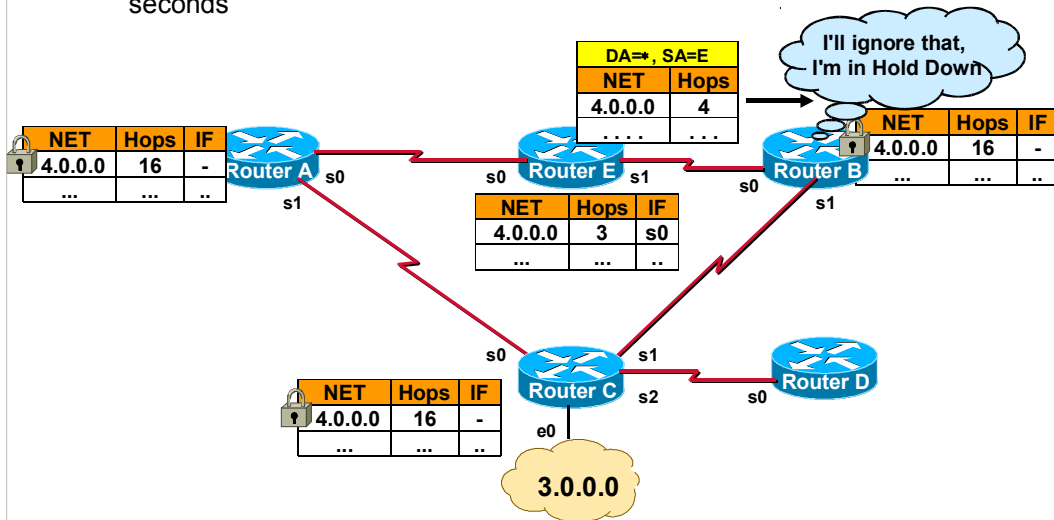 seconds
I'll ignore that,
I'm in Hold Down
DA=*, SA=E
NET Hops
4.0.0.0 4
. . . . . . .
NET Hops IF
4.0.0.0 16 -
... ... ..
Router A
s0
s1
s0
Router E
s1
s0
Router B
s1
NET Hops IF
4.0.0.0 16 -
... ... ..
NET Hops IF
4.0.0.0 3 s0
... ... ..
s0
Router C
s1
s2
e0
s0
Router D
NET Hops IF
4.0.0.0 16 -
... ... ..
3.0.0.0